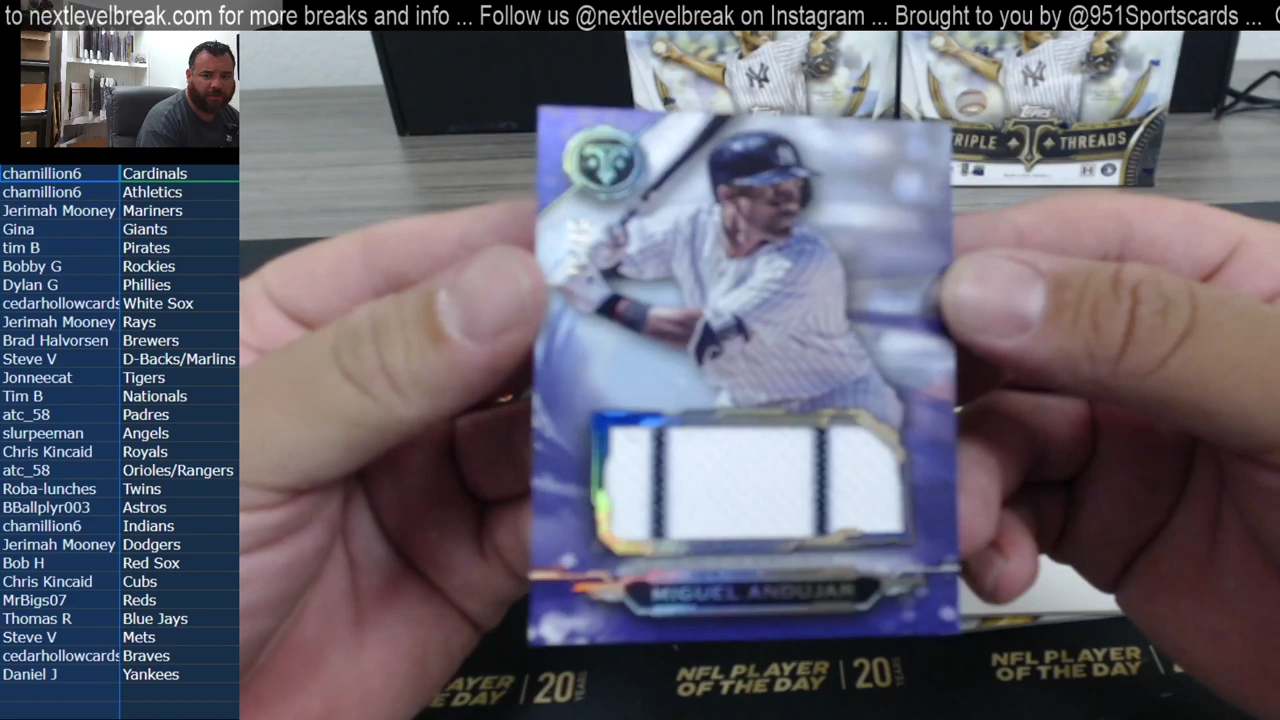 to nextlevelbreak.com for more breaks and info ... Follow us @nextlevelbreak on Instagram ... Brought to you by @951Sportscards ...
chamillion6 Cardinals
chamillion6 Athletics
Jerimah Mooney Mariners
Gina Giants
tim B Pirates
Bobby G Rockies
Dylan G Phillies
cedarhollowcards White Sox
Jerimah Mooney Rays
Brad Halvorsen Brewers
Steve V D-Backs/Marlins
Jonneecat Tigers
Tim B Nationals
atc_58 Padres
slurpeeman Angels
Chris Kincaid Royals
atc_58 Orioles/Rangers
Roba-lunches Twins
BBallplyr003 Astros
chamillion6 Indians
Jerimah Mooney Dodgers
Bob H Red Sox
Chris Kincaid Cubs
MrBigs07 Reds
Thomas R Blue Jays
Steve V Mets
cedarhollowcards Braves
Daniel J Yankees
TOPPS
TRIPLE THREADS
MIGUEL ANDUJAR
PLAYER OF THE DAY 20 YEARS
NFL PLAYER OF THE DAY 20 YEARS
NFL PLAYER OF THE DAY